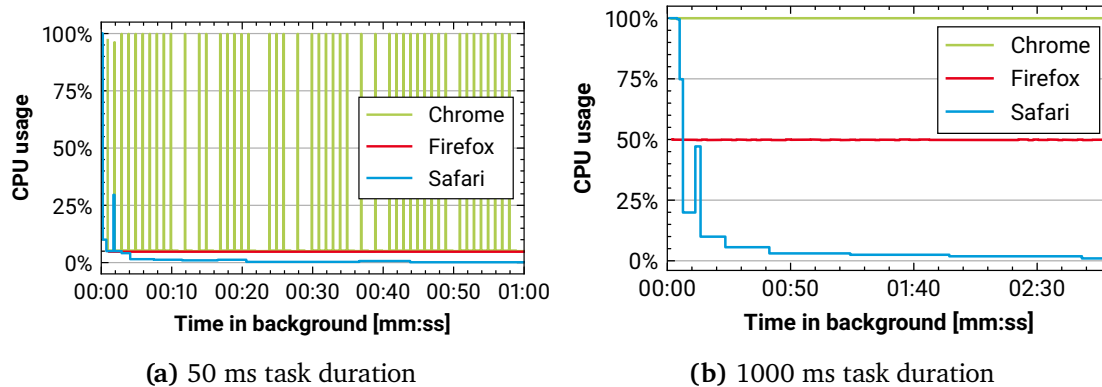 100%
75%
50%
25%
0%
CPU usage
Chrome
Firefox
Safari
00:00 00:10 00:20 00:30 00:40 00:50 01:00
Time in background [mm:ss]
(a) 50 ms task duration
100%
75%
50%
25%
0%
CPU usage
Chrome
Firefox
Safari
00:00 00:50 01:40 02:30
Time in background [mm:ss]
(b) 1000 ms task duration